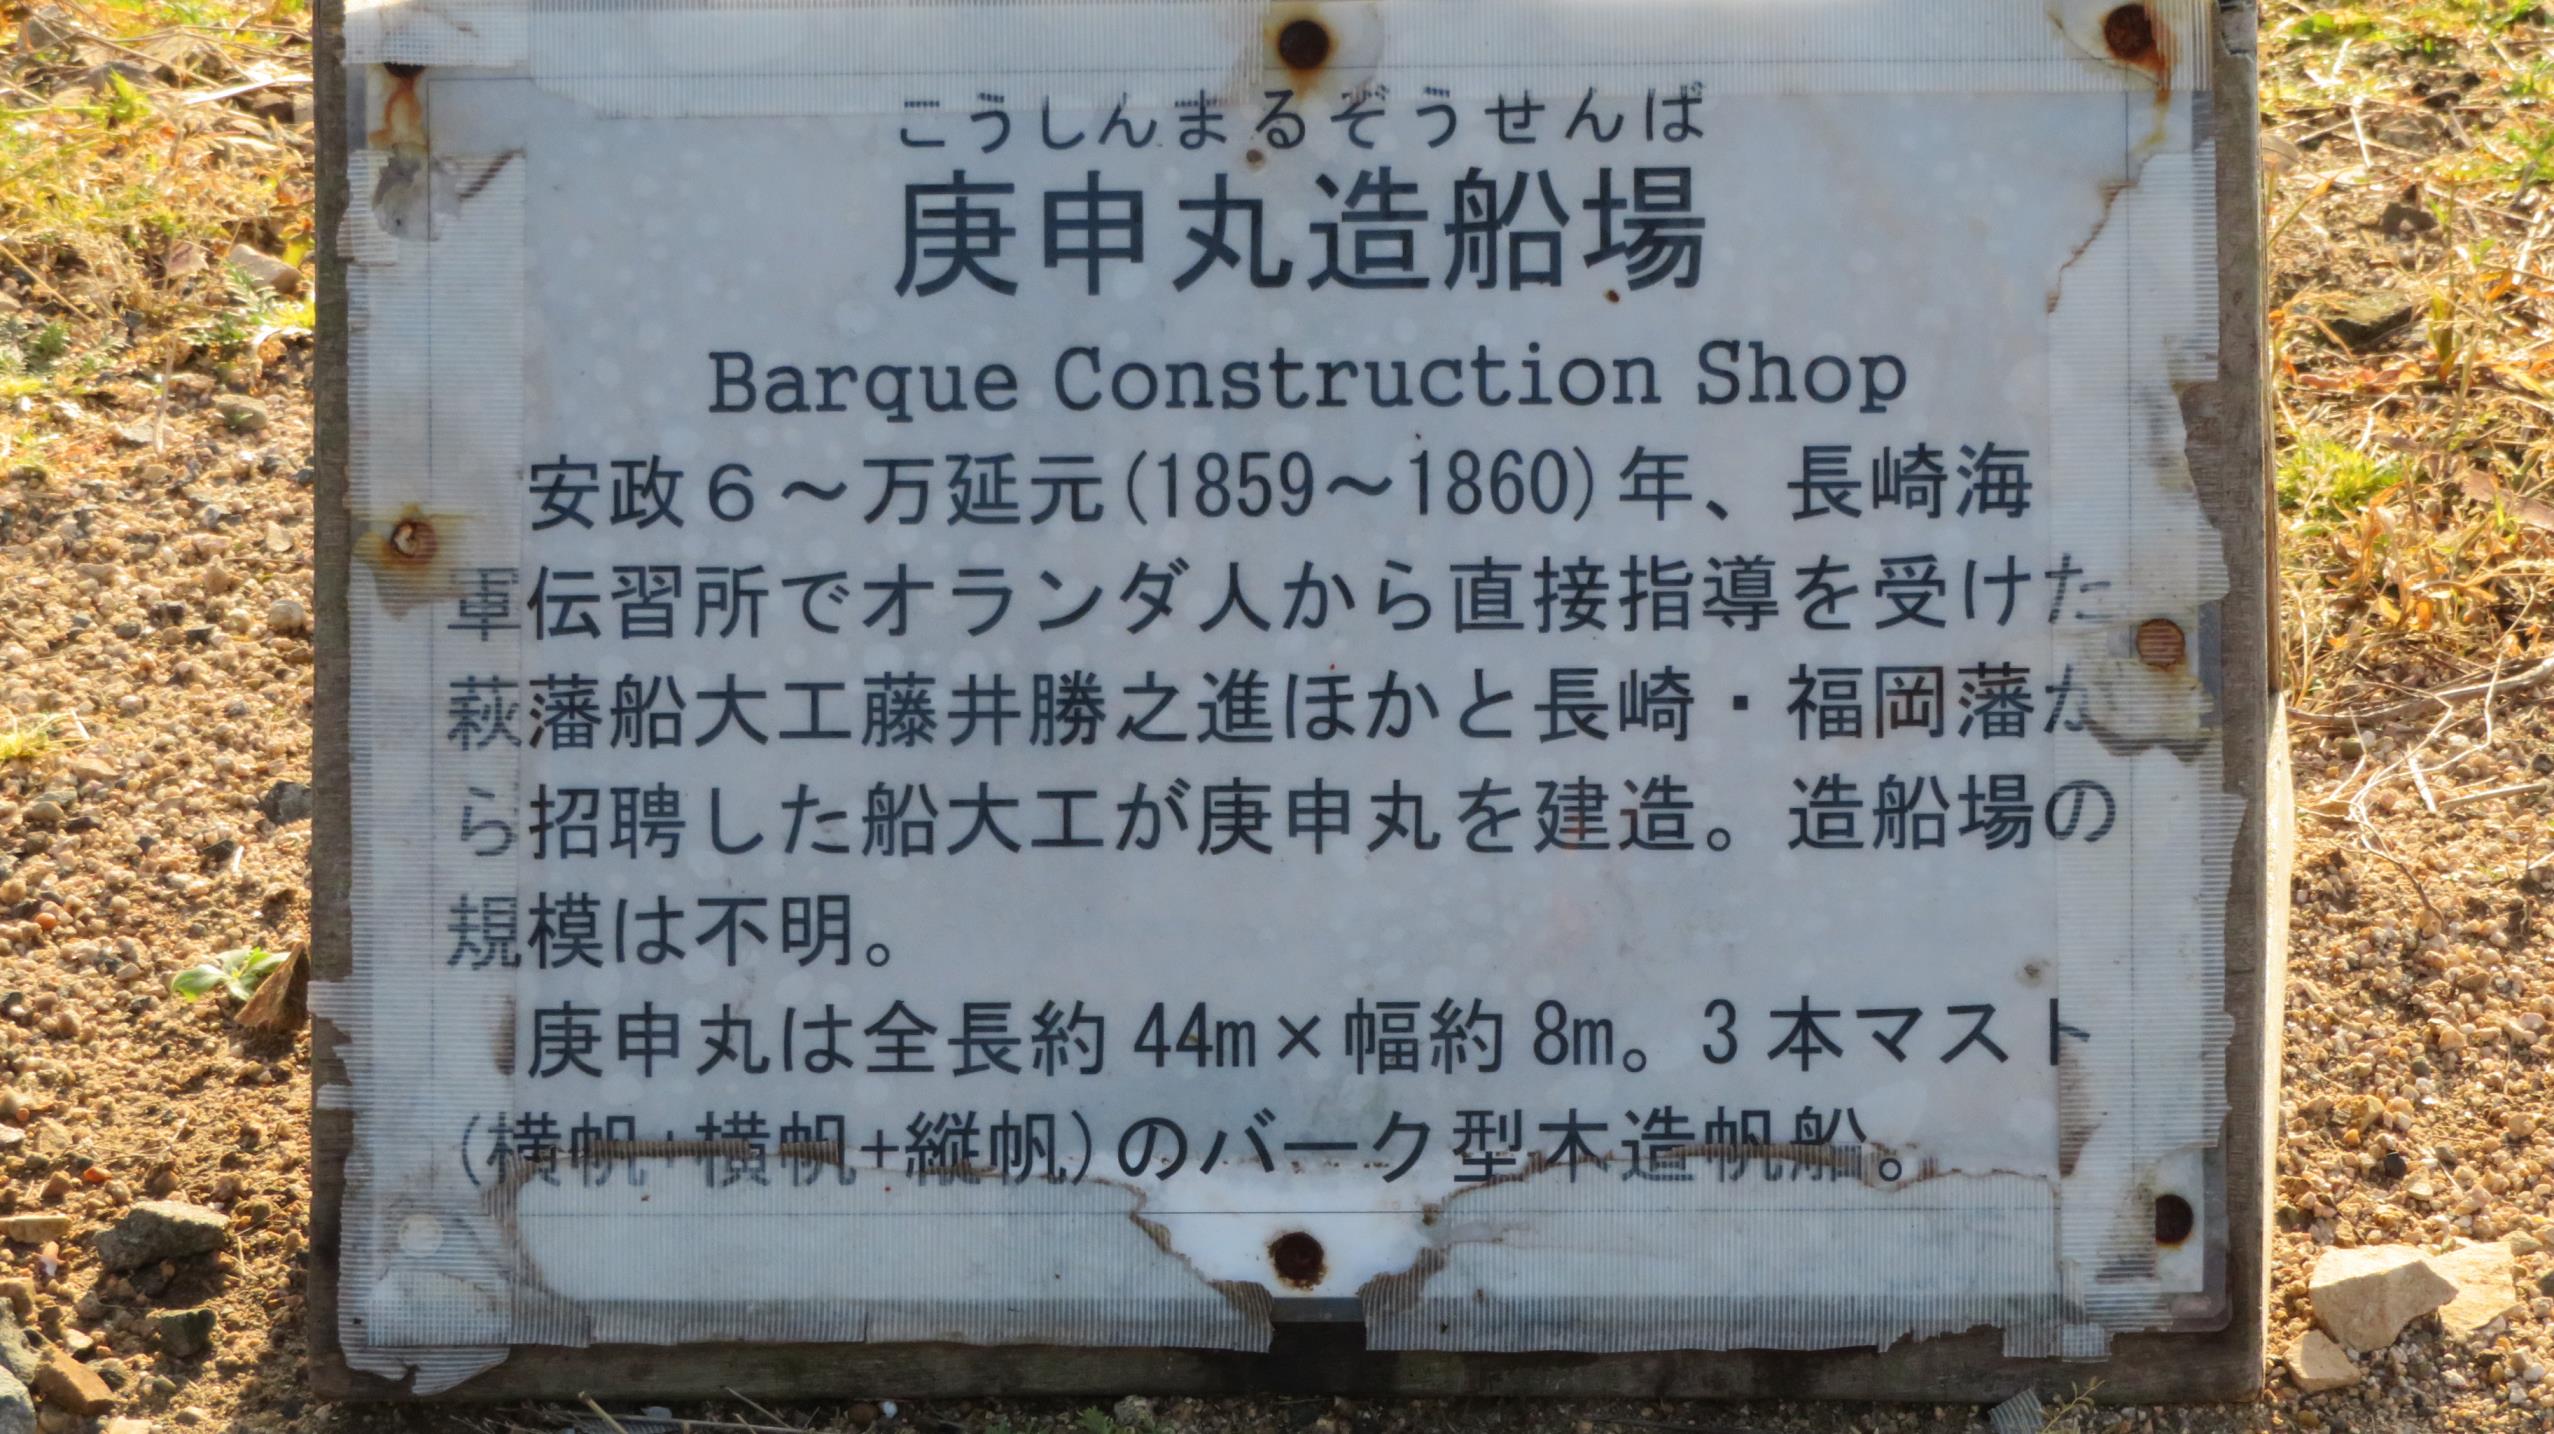 こうしんまるぞうせんば
庚申丸造船場
Barque Construction Shop
安政６～万延元(1859～1860)年、長崎海
軍伝習所でオランダ人から直接指導を受けた
萩藩船大工藤井勝之進ほかと長崎・福岡藩か
ら招聘した船大工が庚申丸を建造。造船場の
規模は不明。
庚申丸は全長約44m×幅約8m。3本マスト
(横帆+横帆+縦帆)のバーク型木造帆船。